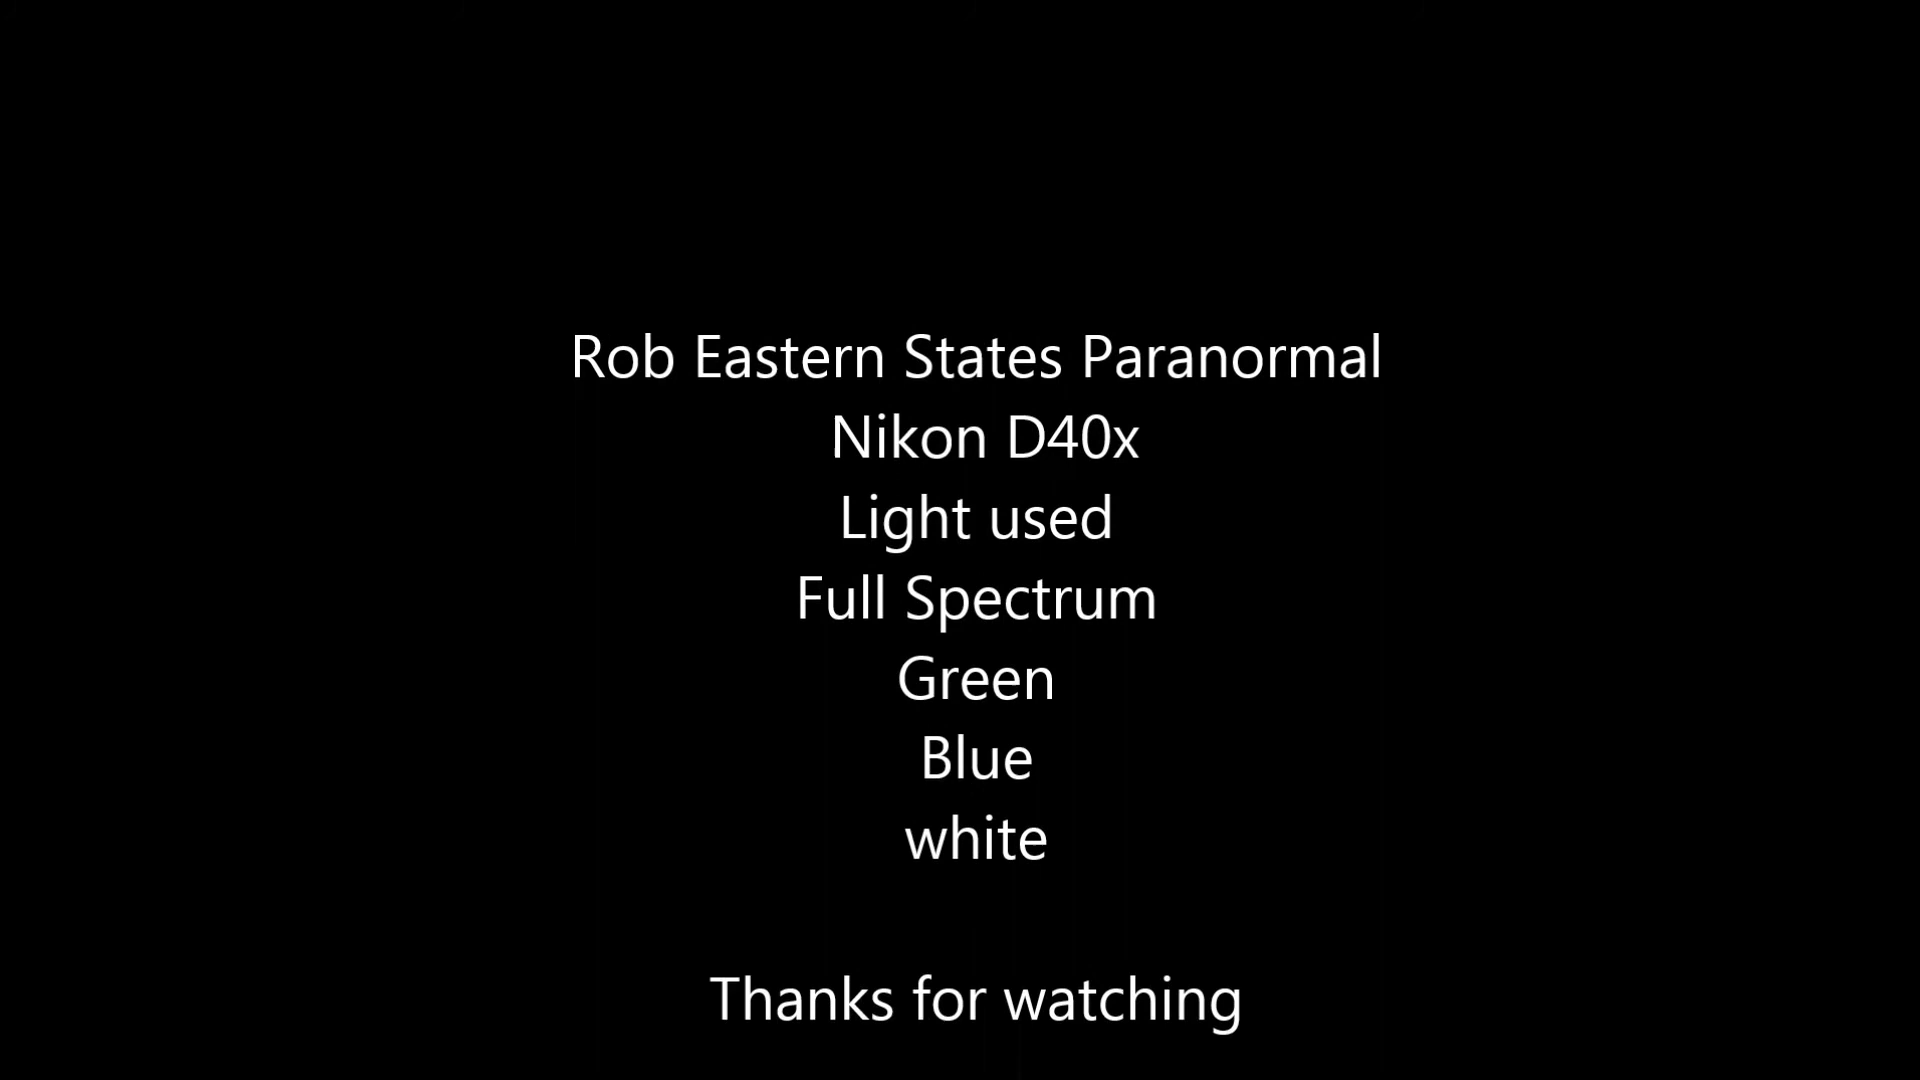 Rob Eastern States Paranormal
Nikon D40x
Light used
Full Spectrum
Green
Blue
white
Thanks for watching